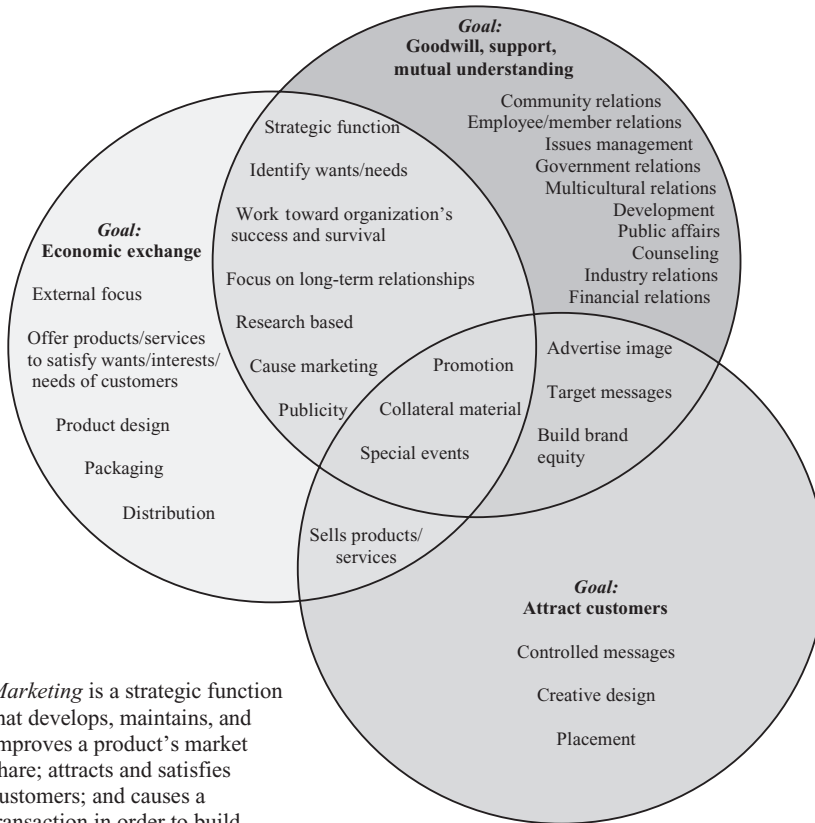 Goal:
Goodwill, support,
mutual understanding
Community relations
Employee/member relations
Issues management
Government relations
Multicultural relations
Development
Public affairs
Counseling
Industry relations
Financial relations
Strategic function
Identify wants/needs
Work toward organization's
success and survival
Focus on long-term relationships
Research based
Cause marketing
Publicity
Goal:
Economic exchange
External focus
Offer products/services
to satisfy wants/interests/
needs of customers
Product design
Packaging
Distribution
Promotion
Collateral material
Special events
Advertise image
Target messages
Build brand
equity
Sells products/
services
Goal:
Attract customers
Controlled messages
Creative design
Placement
Marketing is a strategic function
that develops, maintains, and
improves a product's market
share; attracts and satisfies
customers; and causes a
transaction in order to build